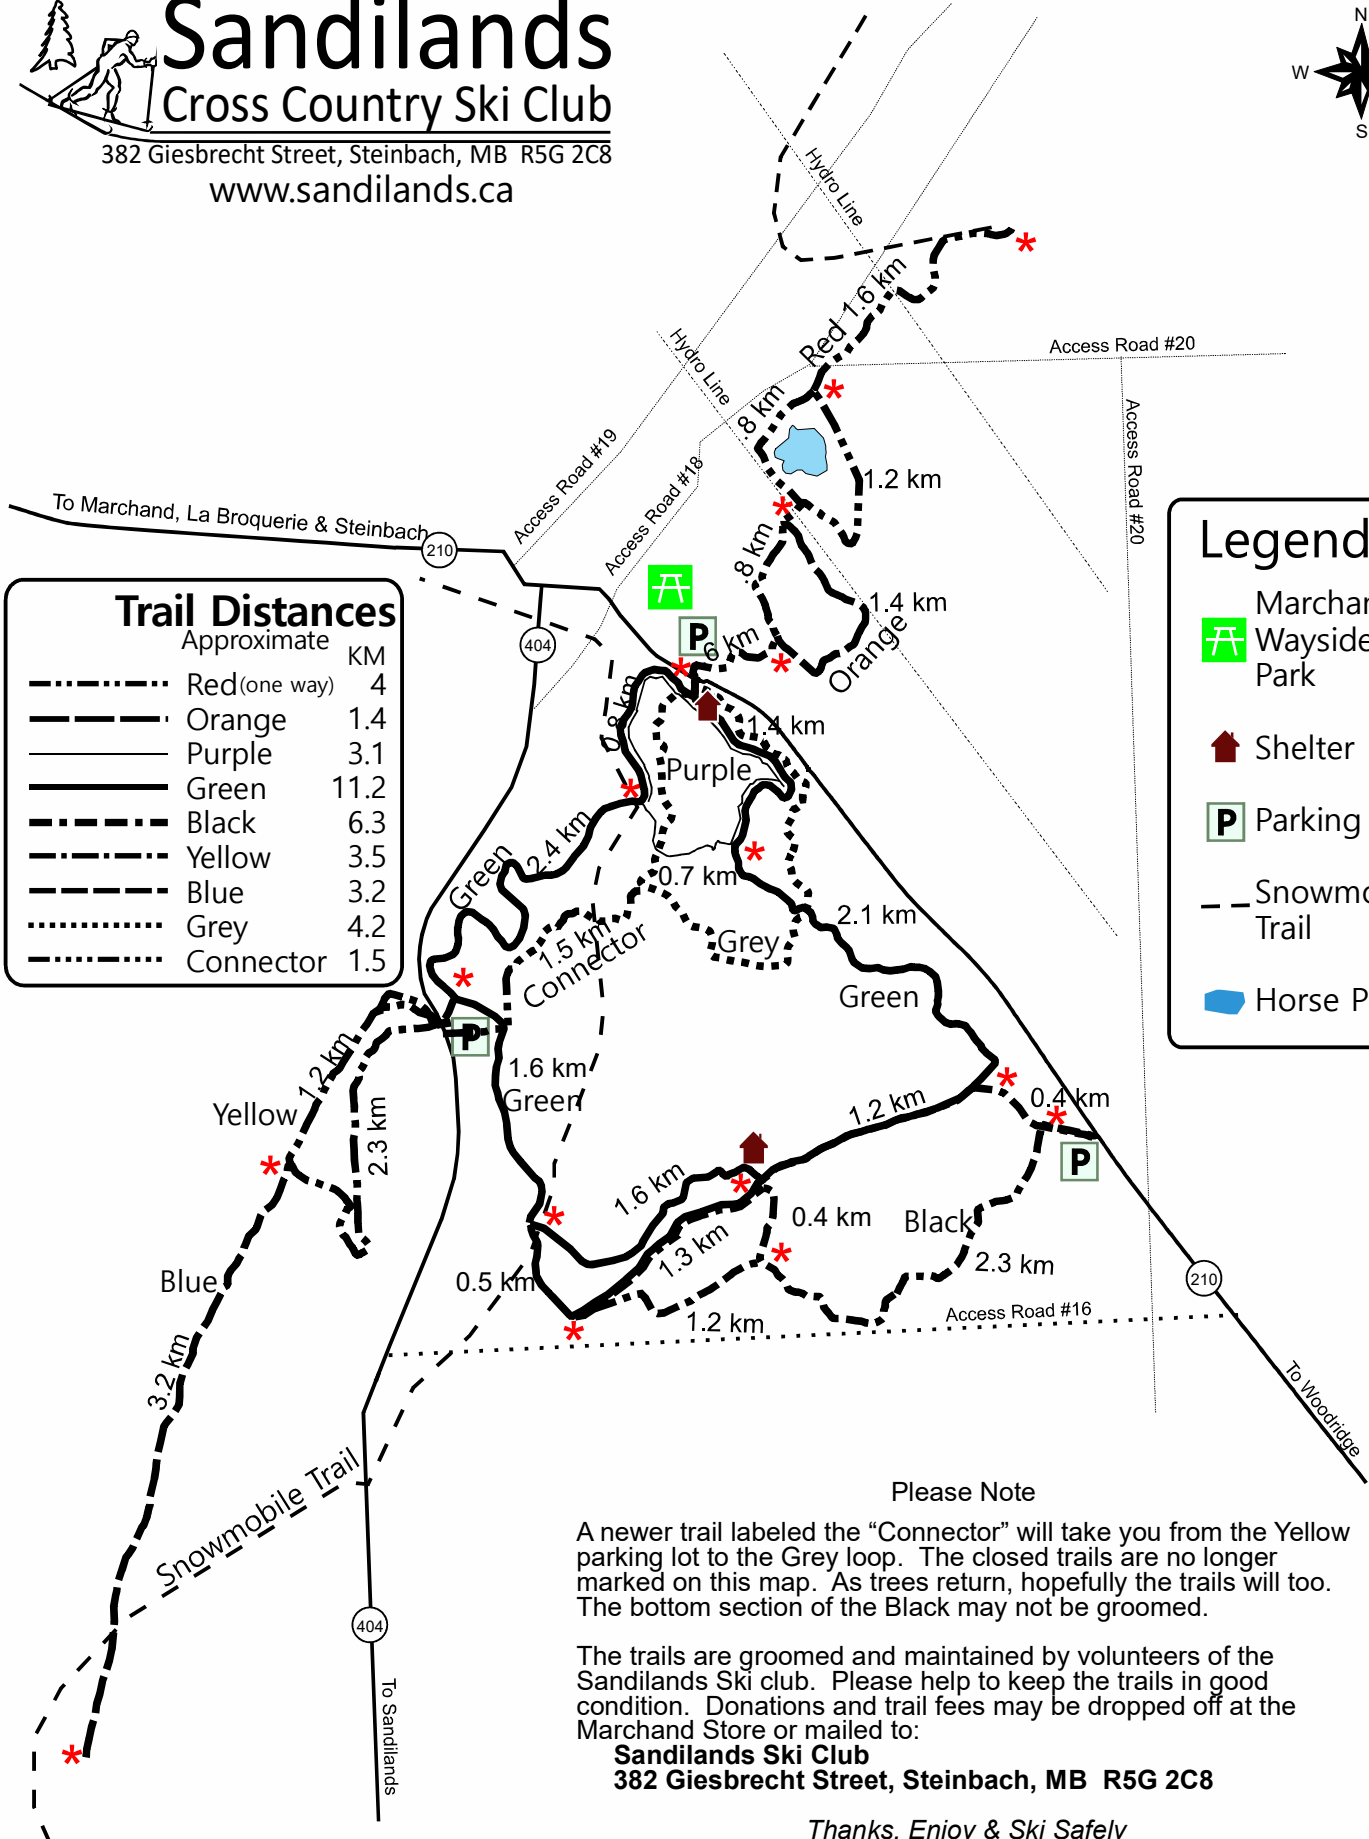 Sandilands
Cross Country Ski Club
382 Giesbrecht Street, Steinbach, MB R5G 2C8
www.sandilands.ca
N
W
S
Hydro Line
Red 1.6 km
Hydro Line
Access Road #20
.8 km
Access Road #20
Access Road #19
Access Road #18
1.2 km
To Marchand, La Broquerie & Steinbach
210
.8 km
1.4 km
Orange
404
P
6 km
0.8 km
1.4 km
Purple
Trail Distances
Approximate
KM
Red (one way) 4
Orange 1.4
Purple 3.1
Green 11.2
Black 6.3
Yellow 3.5
Blue 3.2
Grey 4.2
Connector 1.5
Legend
Marchan
Wayside
Park
Shelter
P Parking
Snowmo
Trail
Horse P
Green
2.4 km
0.7 km
2.1 km
1.5 km
Connector
Grey
Green
P
1.2 km
Yellow
2.3 km
1.6 km
Green
1.2 km
0.4 km
P
1.6 km
0.4 km
Black
1.3 km
2.3 km
Blue
0.5 km
1.2 km
Access Road #16
210
3.2 km
To Woodridge
Snowmobile Trail
404
To Sandilands
Please Note
A newer trail labeled the “Connector” will take you from the Yellow
parking lot to the Grey loop. The closed trails are no longer
marked on this map. As trees return, hopefully the trails will too.
The bottom section of the Black may not be groomed.
The trails are groomed and maintained by volunteers of the
Sandilands Ski club. Please help to keep the trails in good
condition. Donations and trail fees may be dropped off at the
Marchand Store or mailed to:
Sandilands Ski Club
382 Giesbrecht Street, Steinbach, MB R5G 2C8
Thanks, Enjoy & Ski Safely